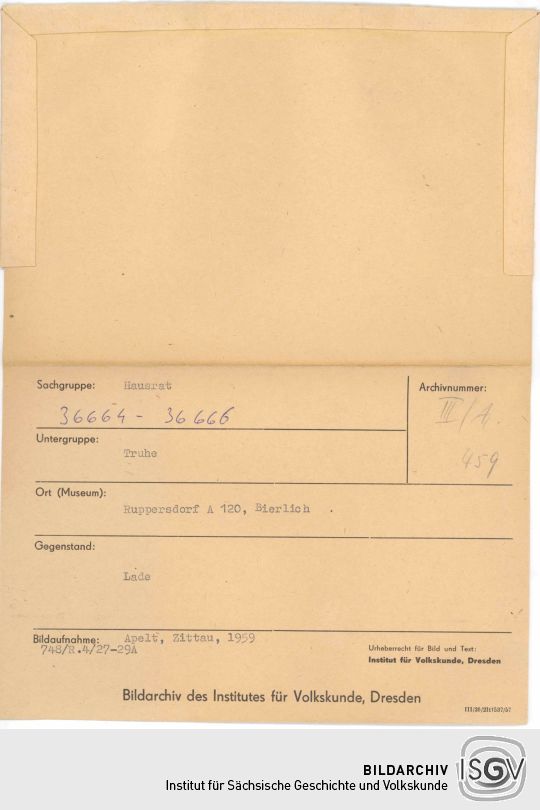 Sachgruppe: Hausrat
Archivnummer:
36664 - 36666
III/A.
Untergruppe:
Truhe
459
Ort (Museum):
Ruppersdorf A 120, Bierlich .
Gegenstand:
Lade
Bildaufnahme: Apelt, Zittau, 1959
748/R.4/27-29A
Urheberrecht für Bild und Text:
Institut für Volkskunde, Dresden
Bildarchiv des Institutes für Volkskunde, Dresden
BILDARCHIV
Institut für Sächsische Geschichte und Volkskunde
ISGV